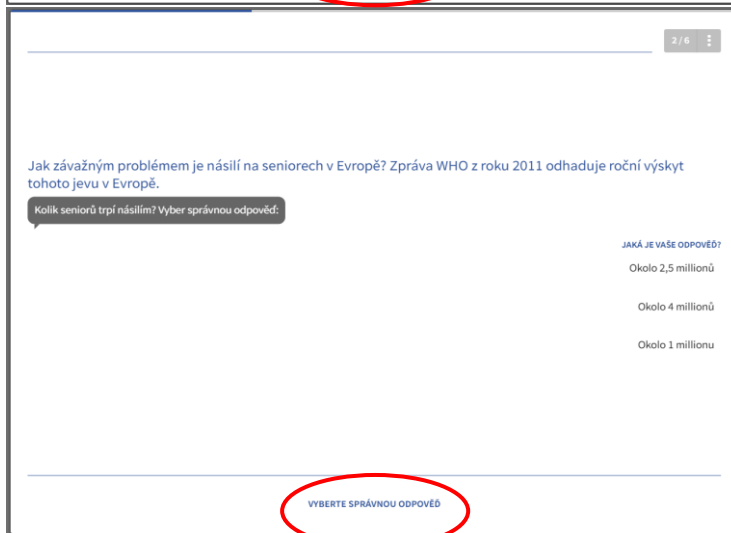 2/6
Jak závažným problémem je násilí na seniorech v Evropě? Zpráva WHO z roku 2011 odhaduje roční výskyt
tohoto jevu v Evropě.
Kolik seniorů trpí násilím? Vyber správnou odpověď:
JAKÁ JE VAŠE ODPOVĚĎ?
Okolo 2,5 millionů
Okolo 4 millionů
Okolo 1 millionu
VYBERTE SPRÁVNOU ODPOVĚĎ